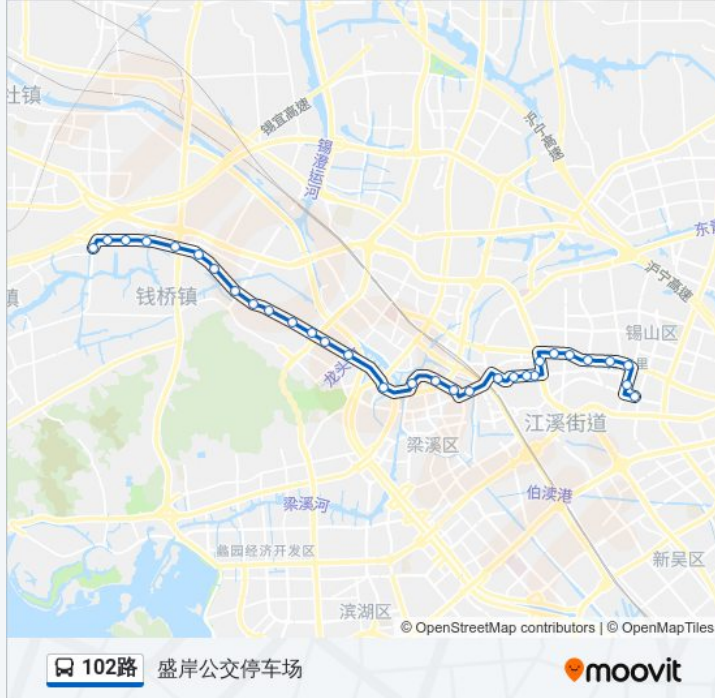 社镇
锡宜高速
沪宁高速
锡澄运河
东青
沪宁高速
镇
钱桥镇
锡山区
里
江溪街道
梁溪区
伯渎港
梁溪河
蠡园经济开发区
新吴区
滨湖区
© OpenStreetMap contributors | © OpenMapTiles
102路 盛岸公交停车场
moovit